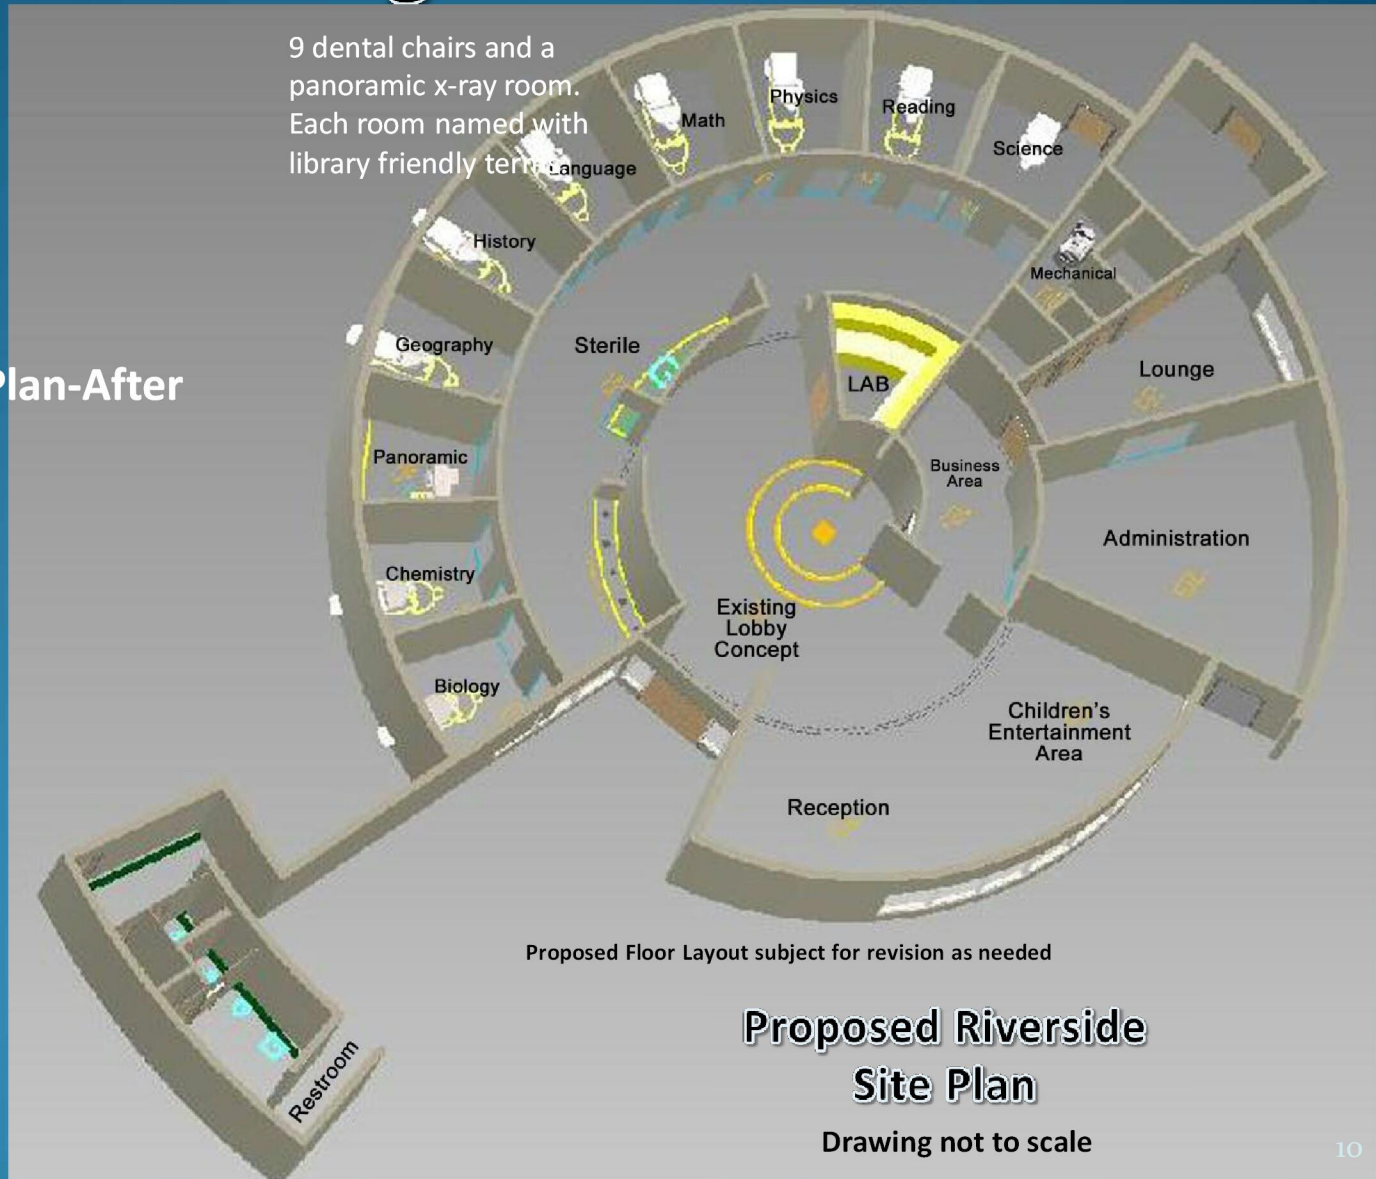 9 dental chairs and a
panoramic x-ray room.
Each room named with
library friendly
Language
Math
Physics
Reading
Science
History
Mechanical
Geography
Sterile
LAB
Lounge
Plan-After
Panoramic
Business
Area
Administration
Chemistry
Existing
Lobby
Concept
Biology
Children's
Entertainment
Area
Reception
Restroom
Proposed Floor Layout subject for revision as needed
Proposed Riverside
Site Plan
Drawing not to scale
10